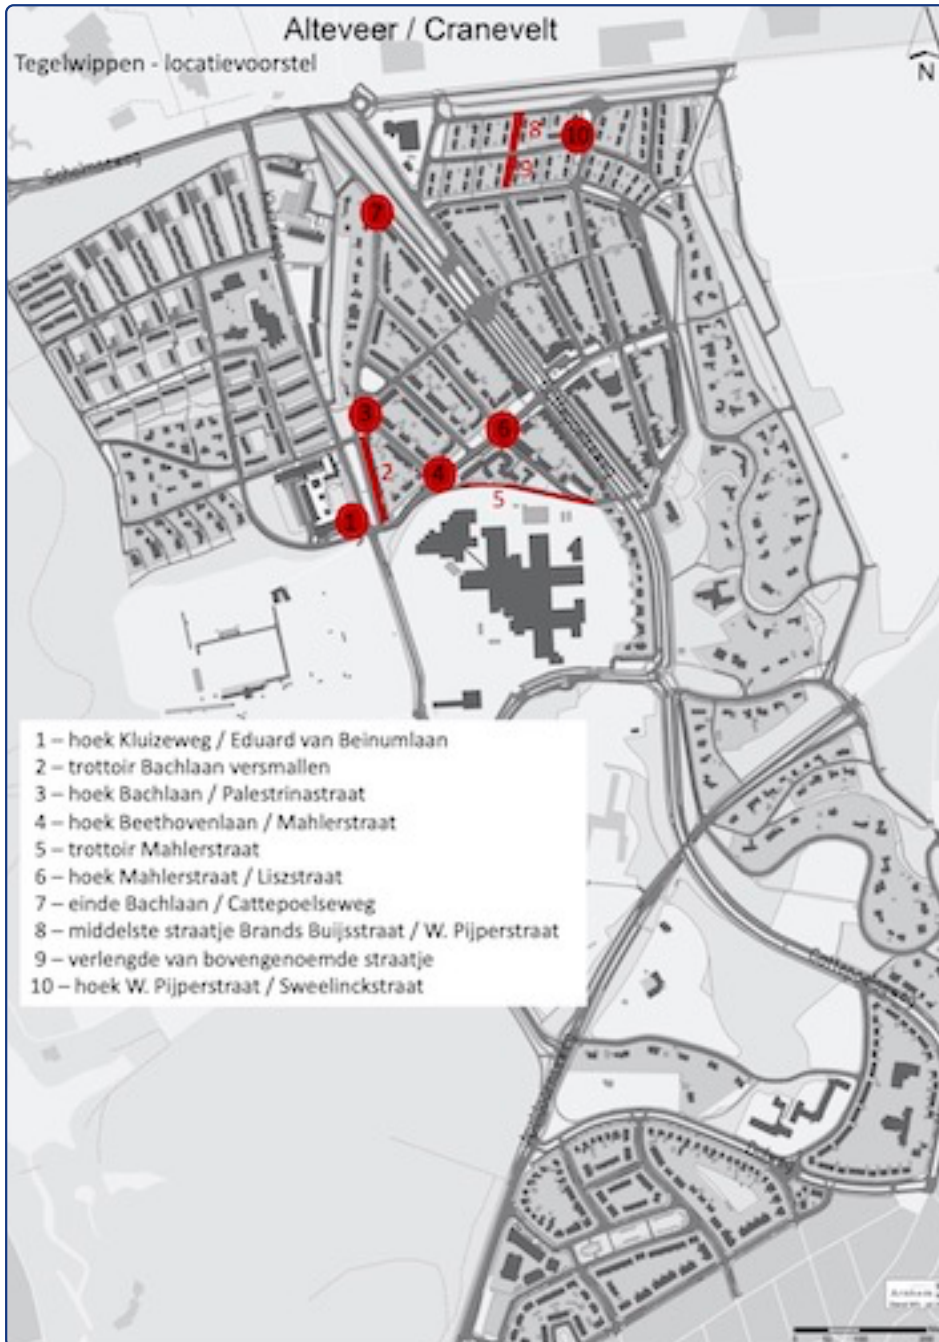 Alteveer / Cranevelt
Tegelwippen - locatievoorstel
N
8
10
9
Schelmseweg
7
3
6
2
4
5
1
1 – hoek Kluizeweg / Eduard van Beinumlaan
2 – trottoir Bachlaan versmallen
3 – hoek Bachlaan / Palestrinastraat
4 – hoek Beethovenlaan / Mahlerstraat
5 – trottoir Mahlerstraat
6 – hoek Mahlerstraat / Liszstraat
7 – einde Bachlaan / Cattepoelseweg
8 – middelste straatje Brands Buijsstraat / W. Pijperstraat
9 – verlengde van bovengenoemde straatje
10 – hoek W. Pijperstraat / Sweelinckstraat